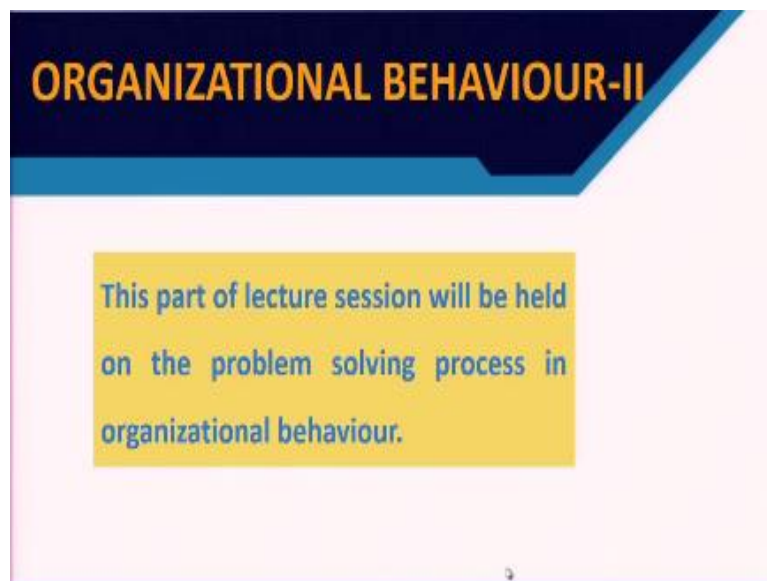 ORGANIZATIONAL BEHAVIOUR-II
This part of lecture session will be held
on the problem solving process in
organizational behaviour.